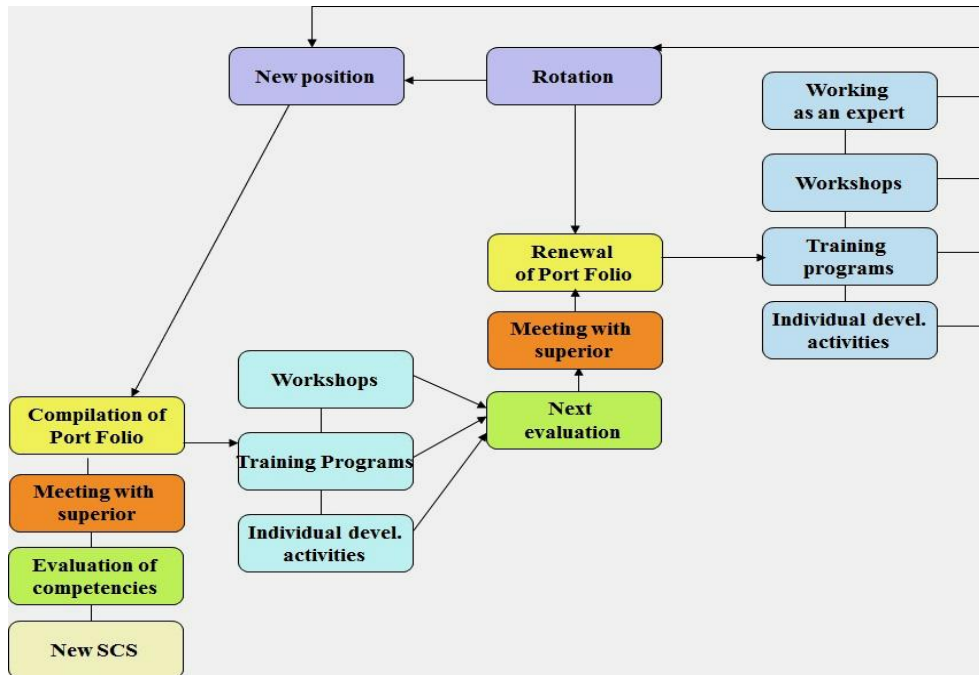 New position
Rotation
Working
as an expert
Workshops
Training
programs
Individual devel.
activities
Renewal
of Port Folio
Meeting with
superior
Next
evaluation
Workshops
Training Programs
Individual devel.
activities
Compilation of
Port Folio
Meeting with
superior
Evaluation of
competencies
New SCS